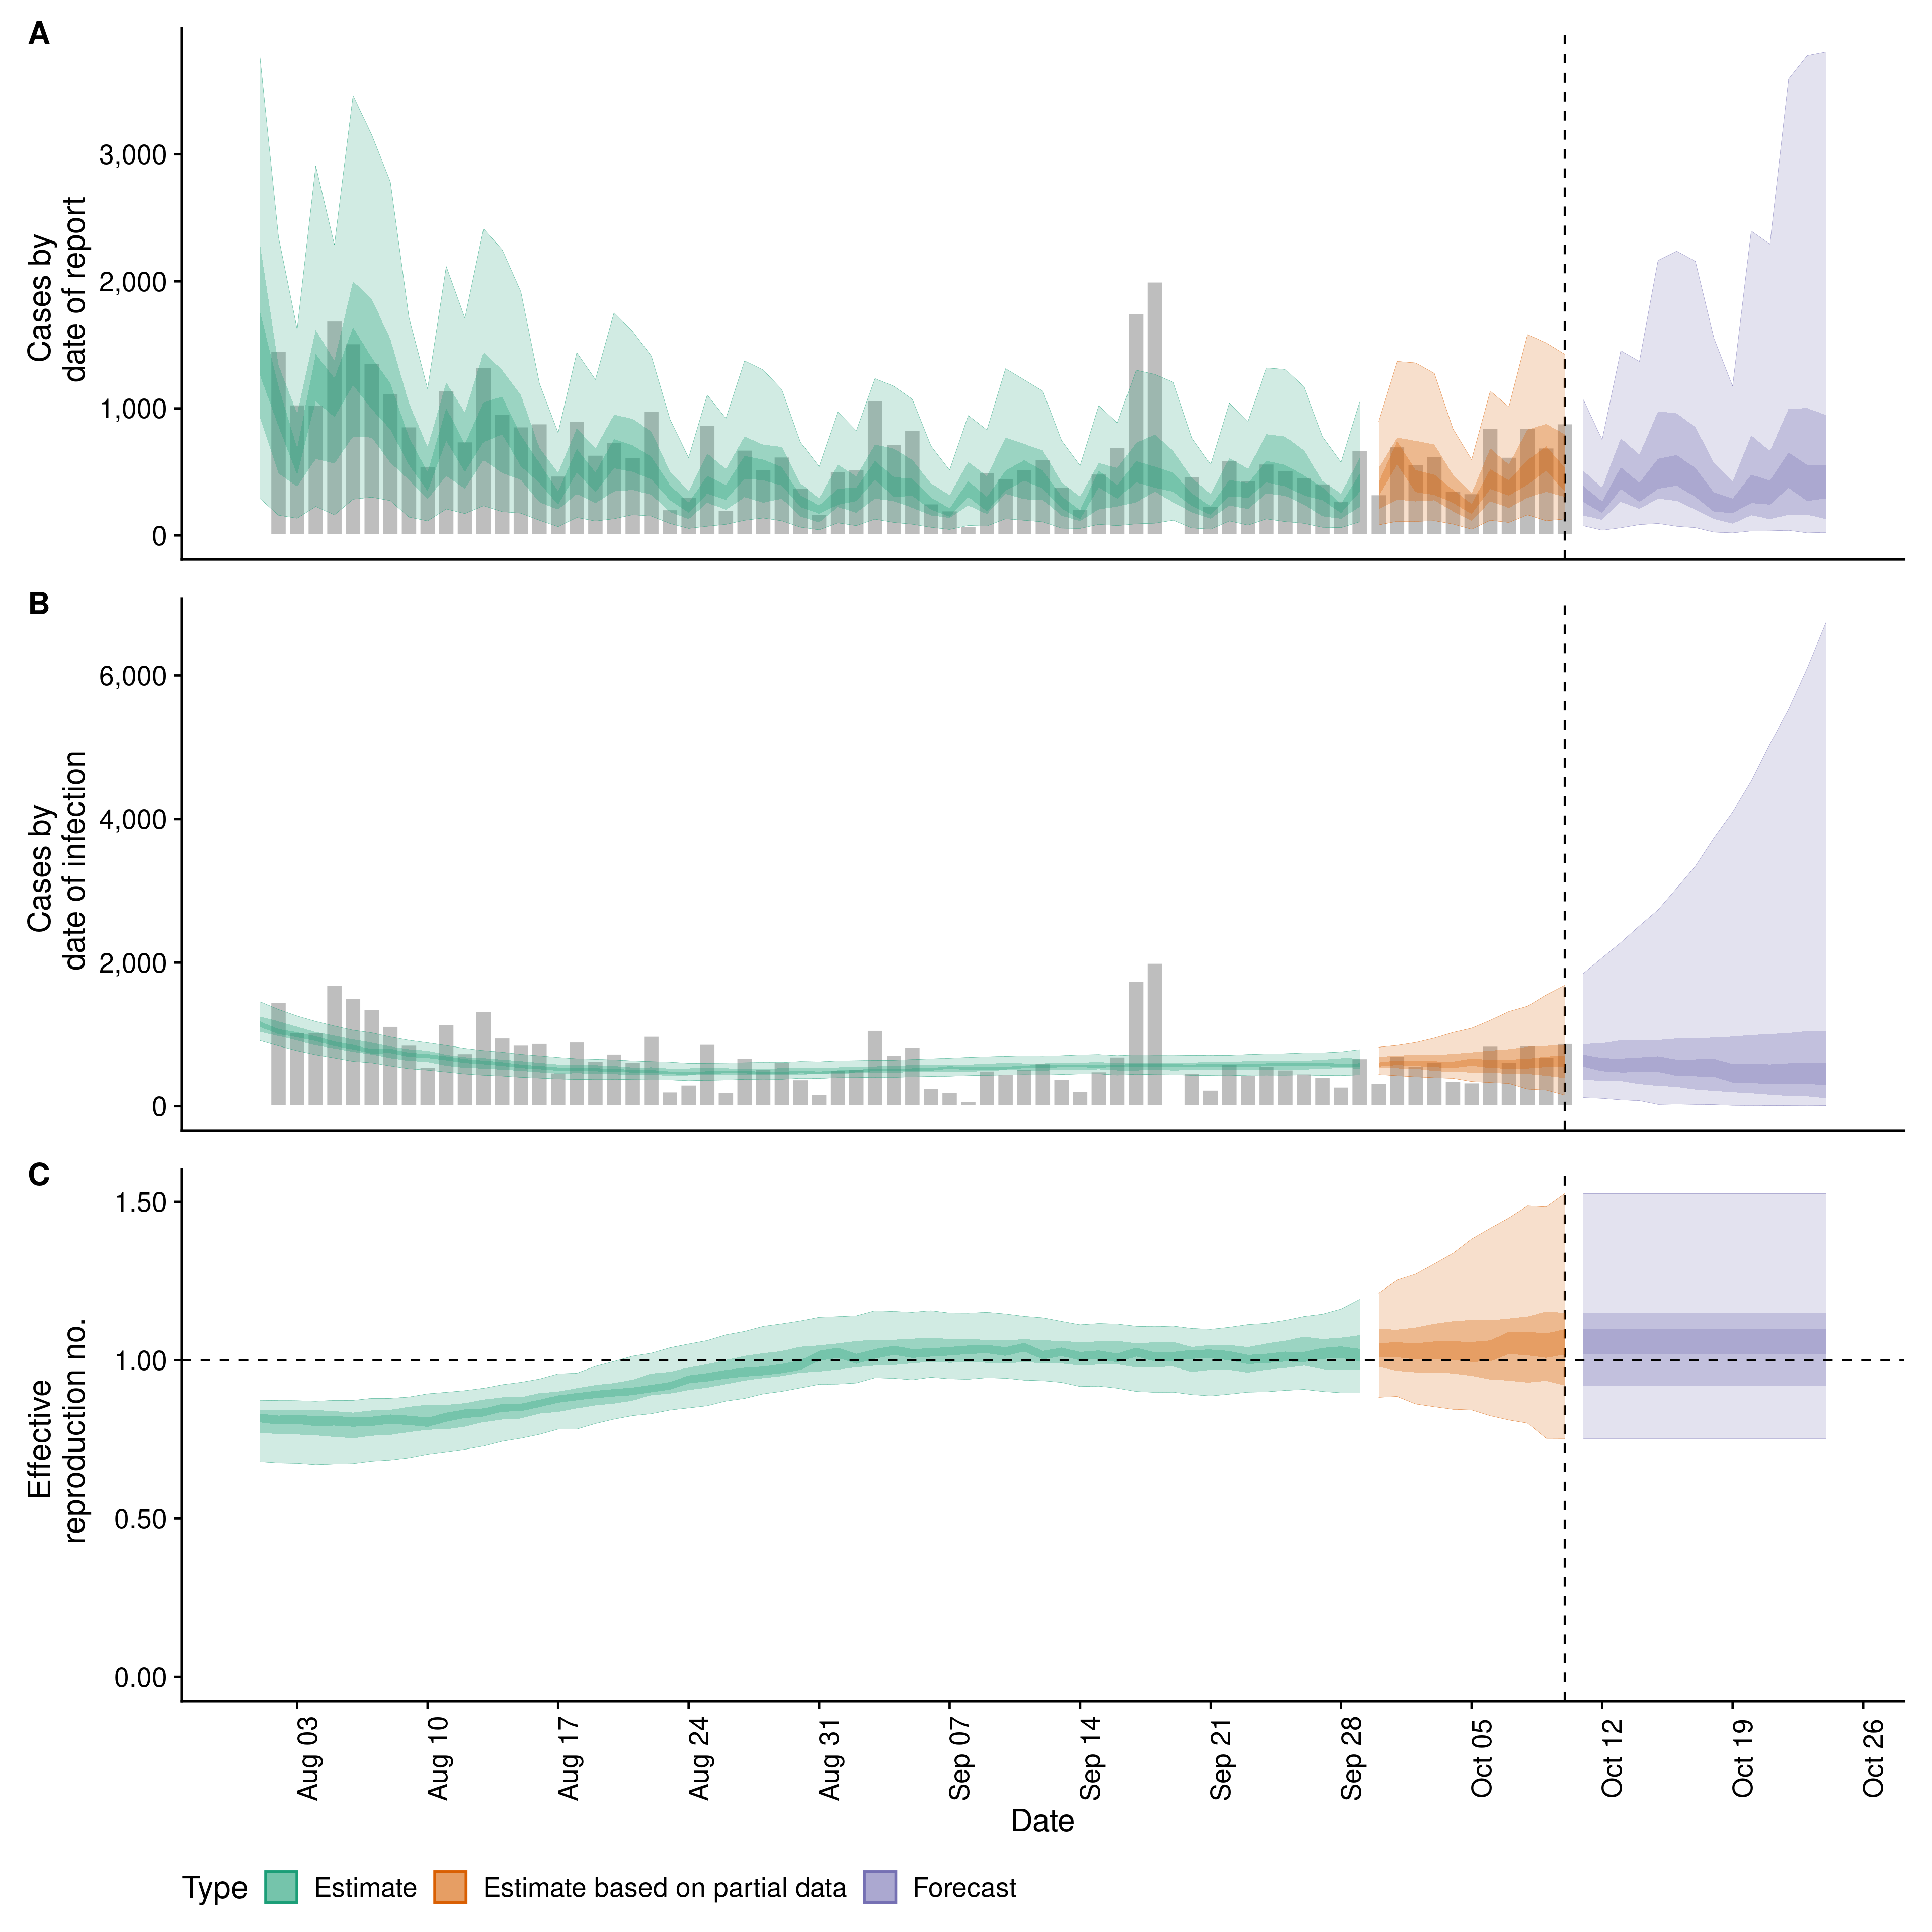 A
Cases by
date of report
3,000
2,000
1,000
0
B
Cases by
date of infection
6,000
4,000
2,000
0
C
Effective
reproduction no.
1.50
1.00
0.50
0.00
Aug 03
Aug 10
Aug 17
Aug 24
Aug 31
Sep 07
Sep 14
Sep 21
Sep 28
Oct 05
Oct 12
Oct 19
Oct 26
Date
Type Estimate Estimate based on partial data Forecast